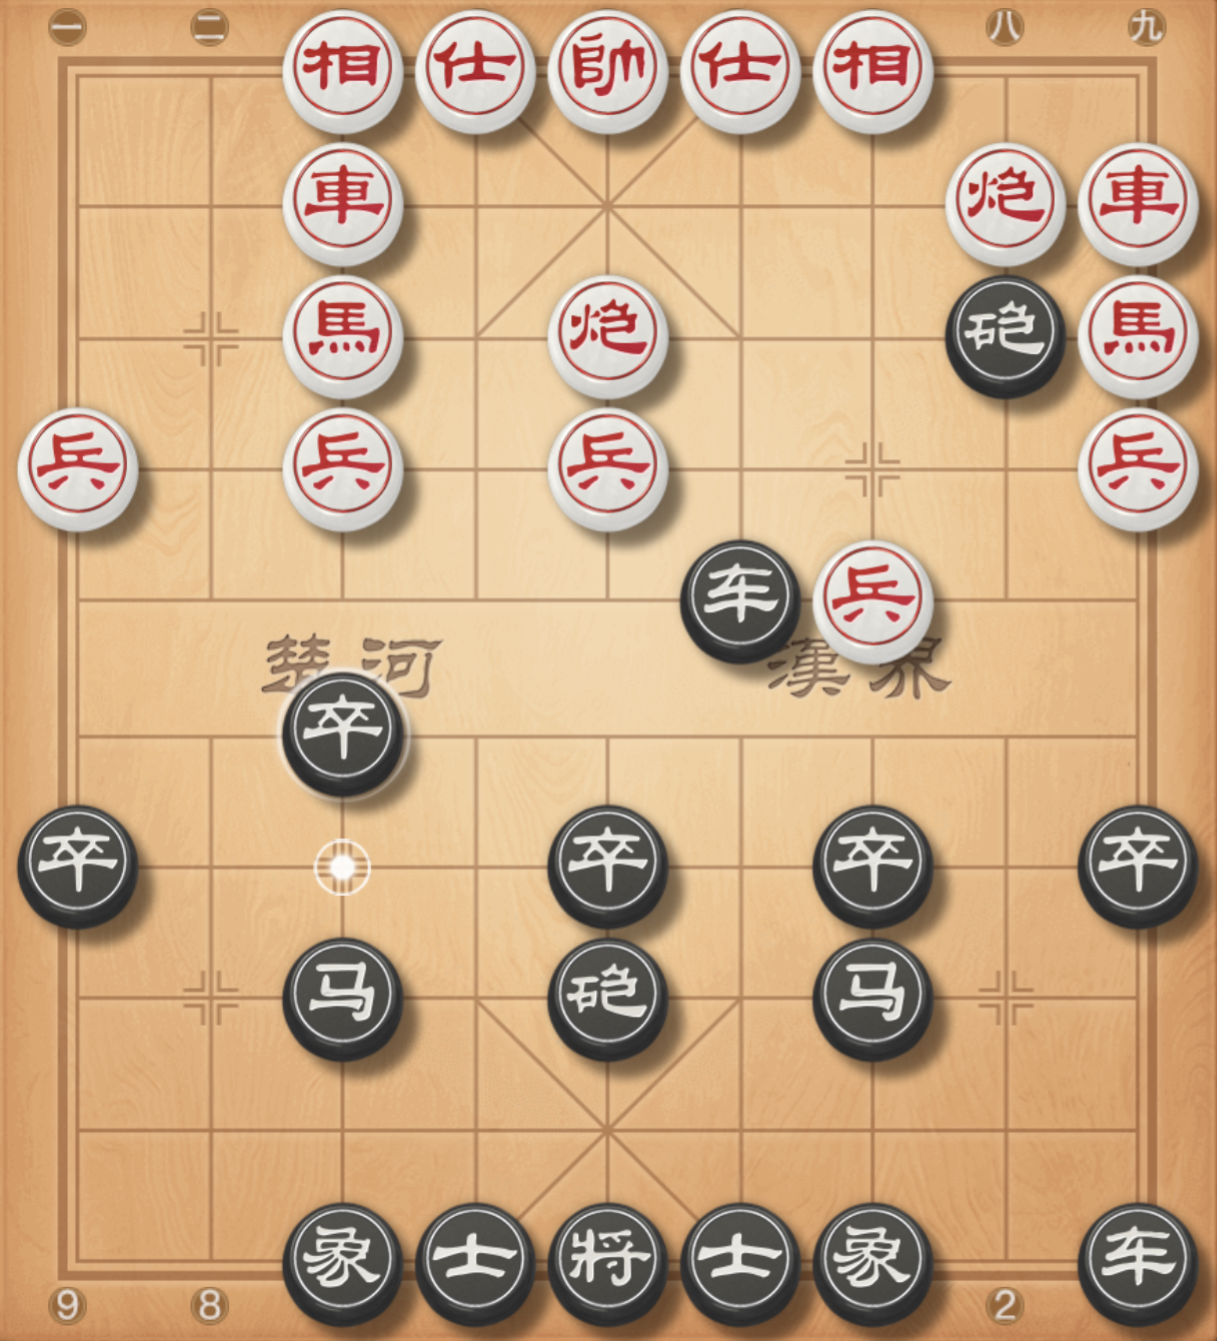 一 二 相 仕 帥 仕 相 八 九
車 炮 車
馬 炮 砲 馬
兵 兵 兵 兵
车 兵
楚河 漢界
卒
卒 卒 卒 卒
马 砲 马
象 士 将 士 象 车
9 8 2